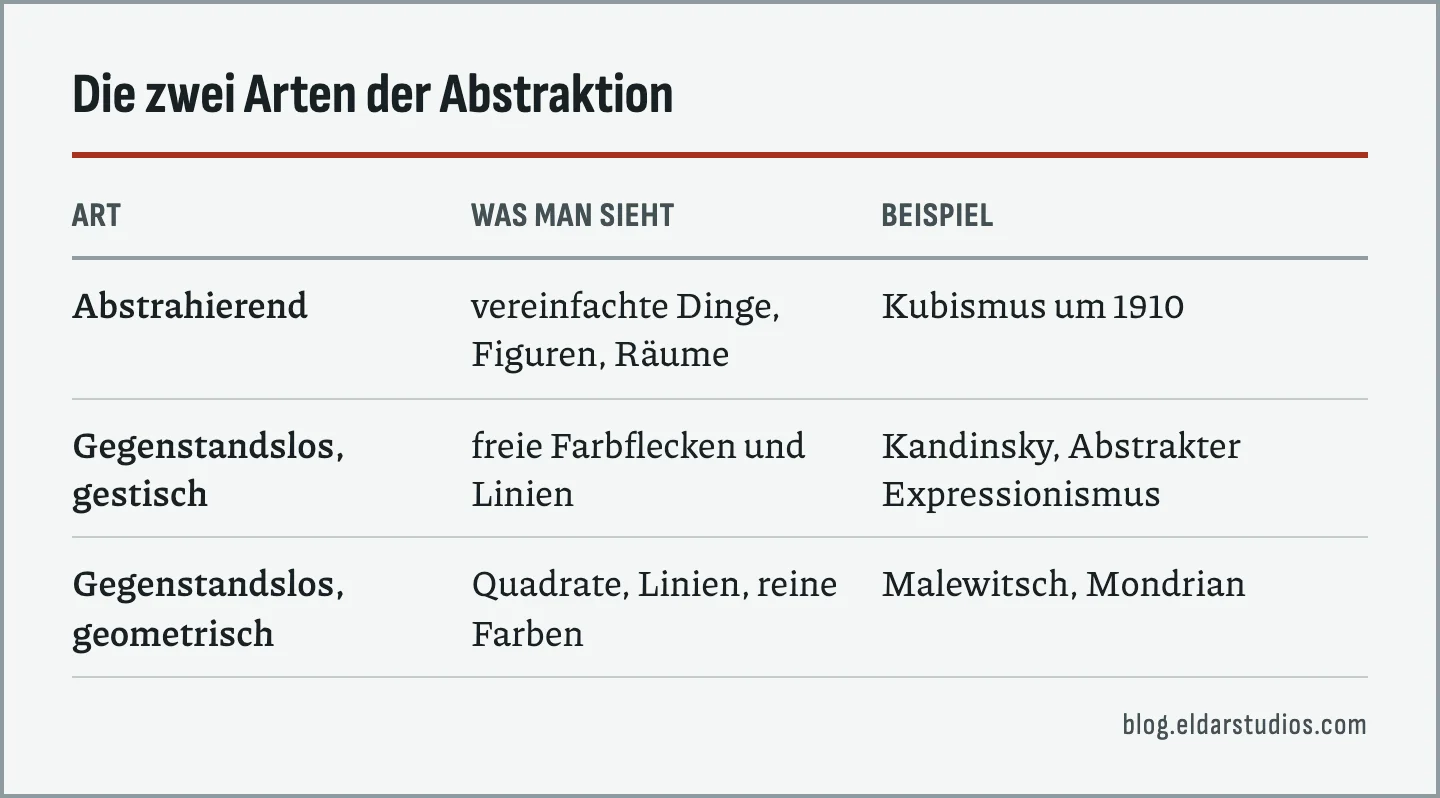 Die zwei Arten der Abstraktion
ART WAS MAN SIEHT BEISPIEL
Abstrahierend vereinfachte Dinge, Kubismus um 1910
Figuren, Räume
Gegenstandslos, freie Farbflecken und Kandinsky, Abstrakter
gestisch Linien Expressionismus
Gegenstandslos, Quadrate, Linien, reine Malewitsch, Mondrian
geometrisch Farben
blog.eldarstudios.com